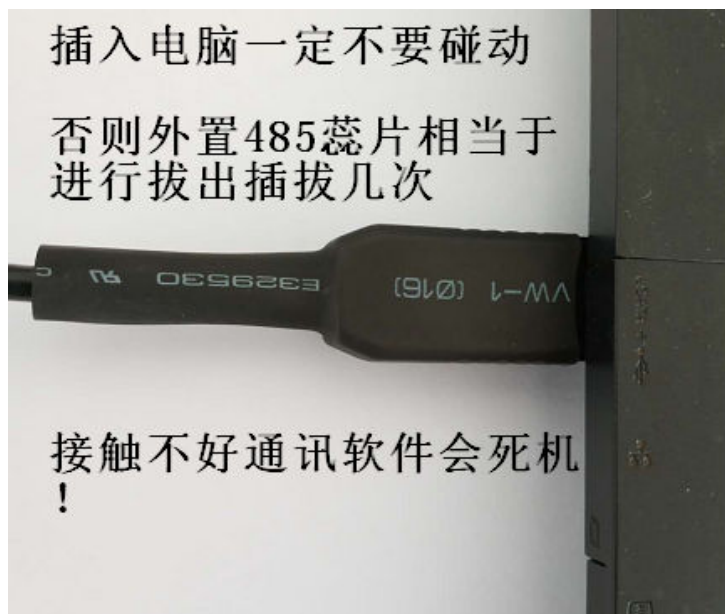 插入电脑一定不要碰动
否则外置485蕊片相当于
进行拔出插拔几次
E329530
VW-1 (Ø16)
接触不好通讯软件会死机
！